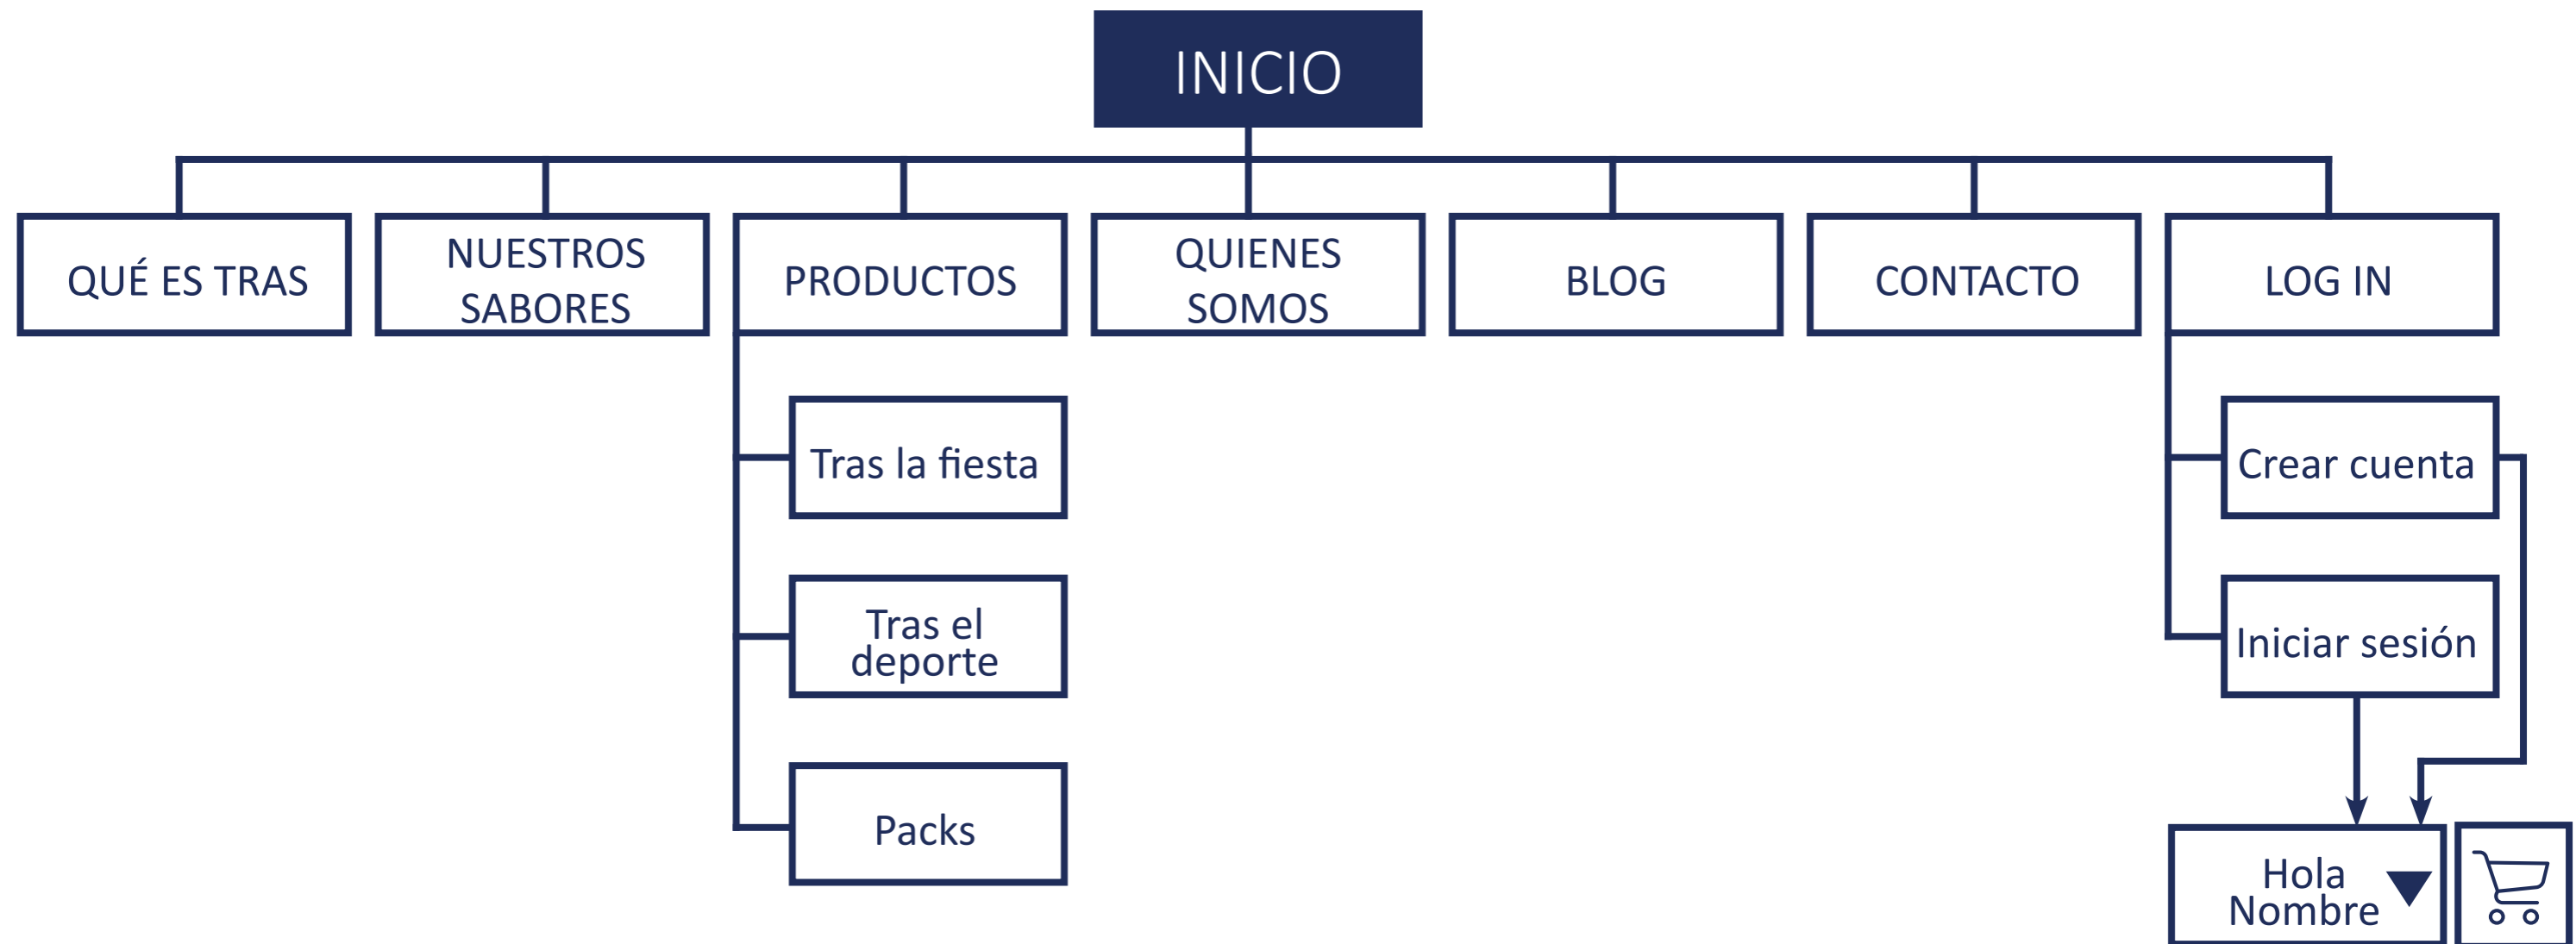 INICIO
QUÉ ES TRAS
NUESTROS
SABORES
PRODUCTOS
QUIENES
SOMOS
BLOG
CONTACTO
LOG IN
Tras la fiesta
Tras el
deporte
Packs
Crear cuenta
Iniciar sesión
Hola
Nombre